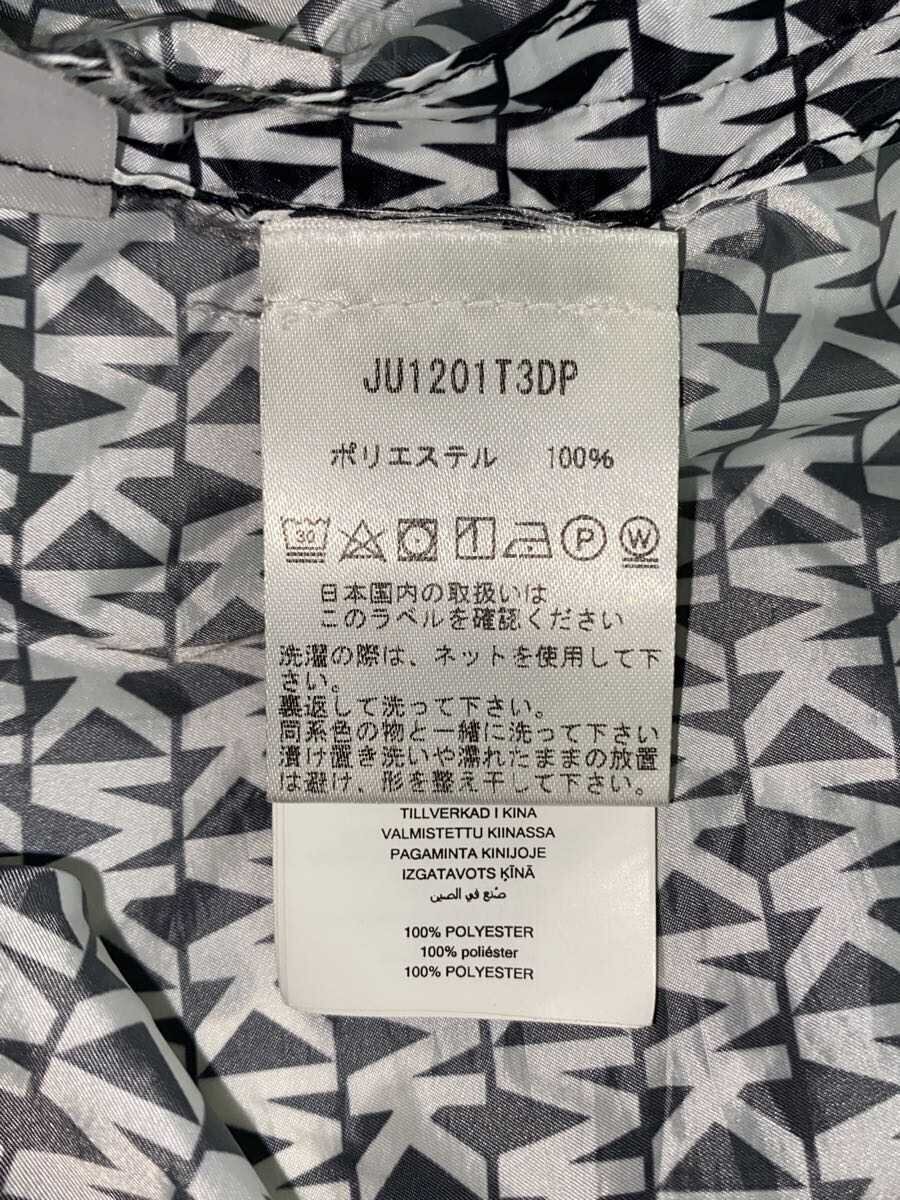 JU1201T3DP
ポリエステル 100%
30
P
W
日本国内の取扱いは
このラベルを確認ください
洗濯の際は、ネットを使用して下
さい。
裏返して洗って下さい。
同系色の物と一緒に洗って下さい
漬け置き洗いや濡れたままの放置
は避け、形を整え干して下さい。
TILLVERKAD I KINA
VALMISTETTU KIINASSA
PAGAMINTA KINIJOJE
IZGATAVOTS ĶĪNĀ
صنع في الصين
100% POLYESTER
100% poliéster
100% POLYESTER